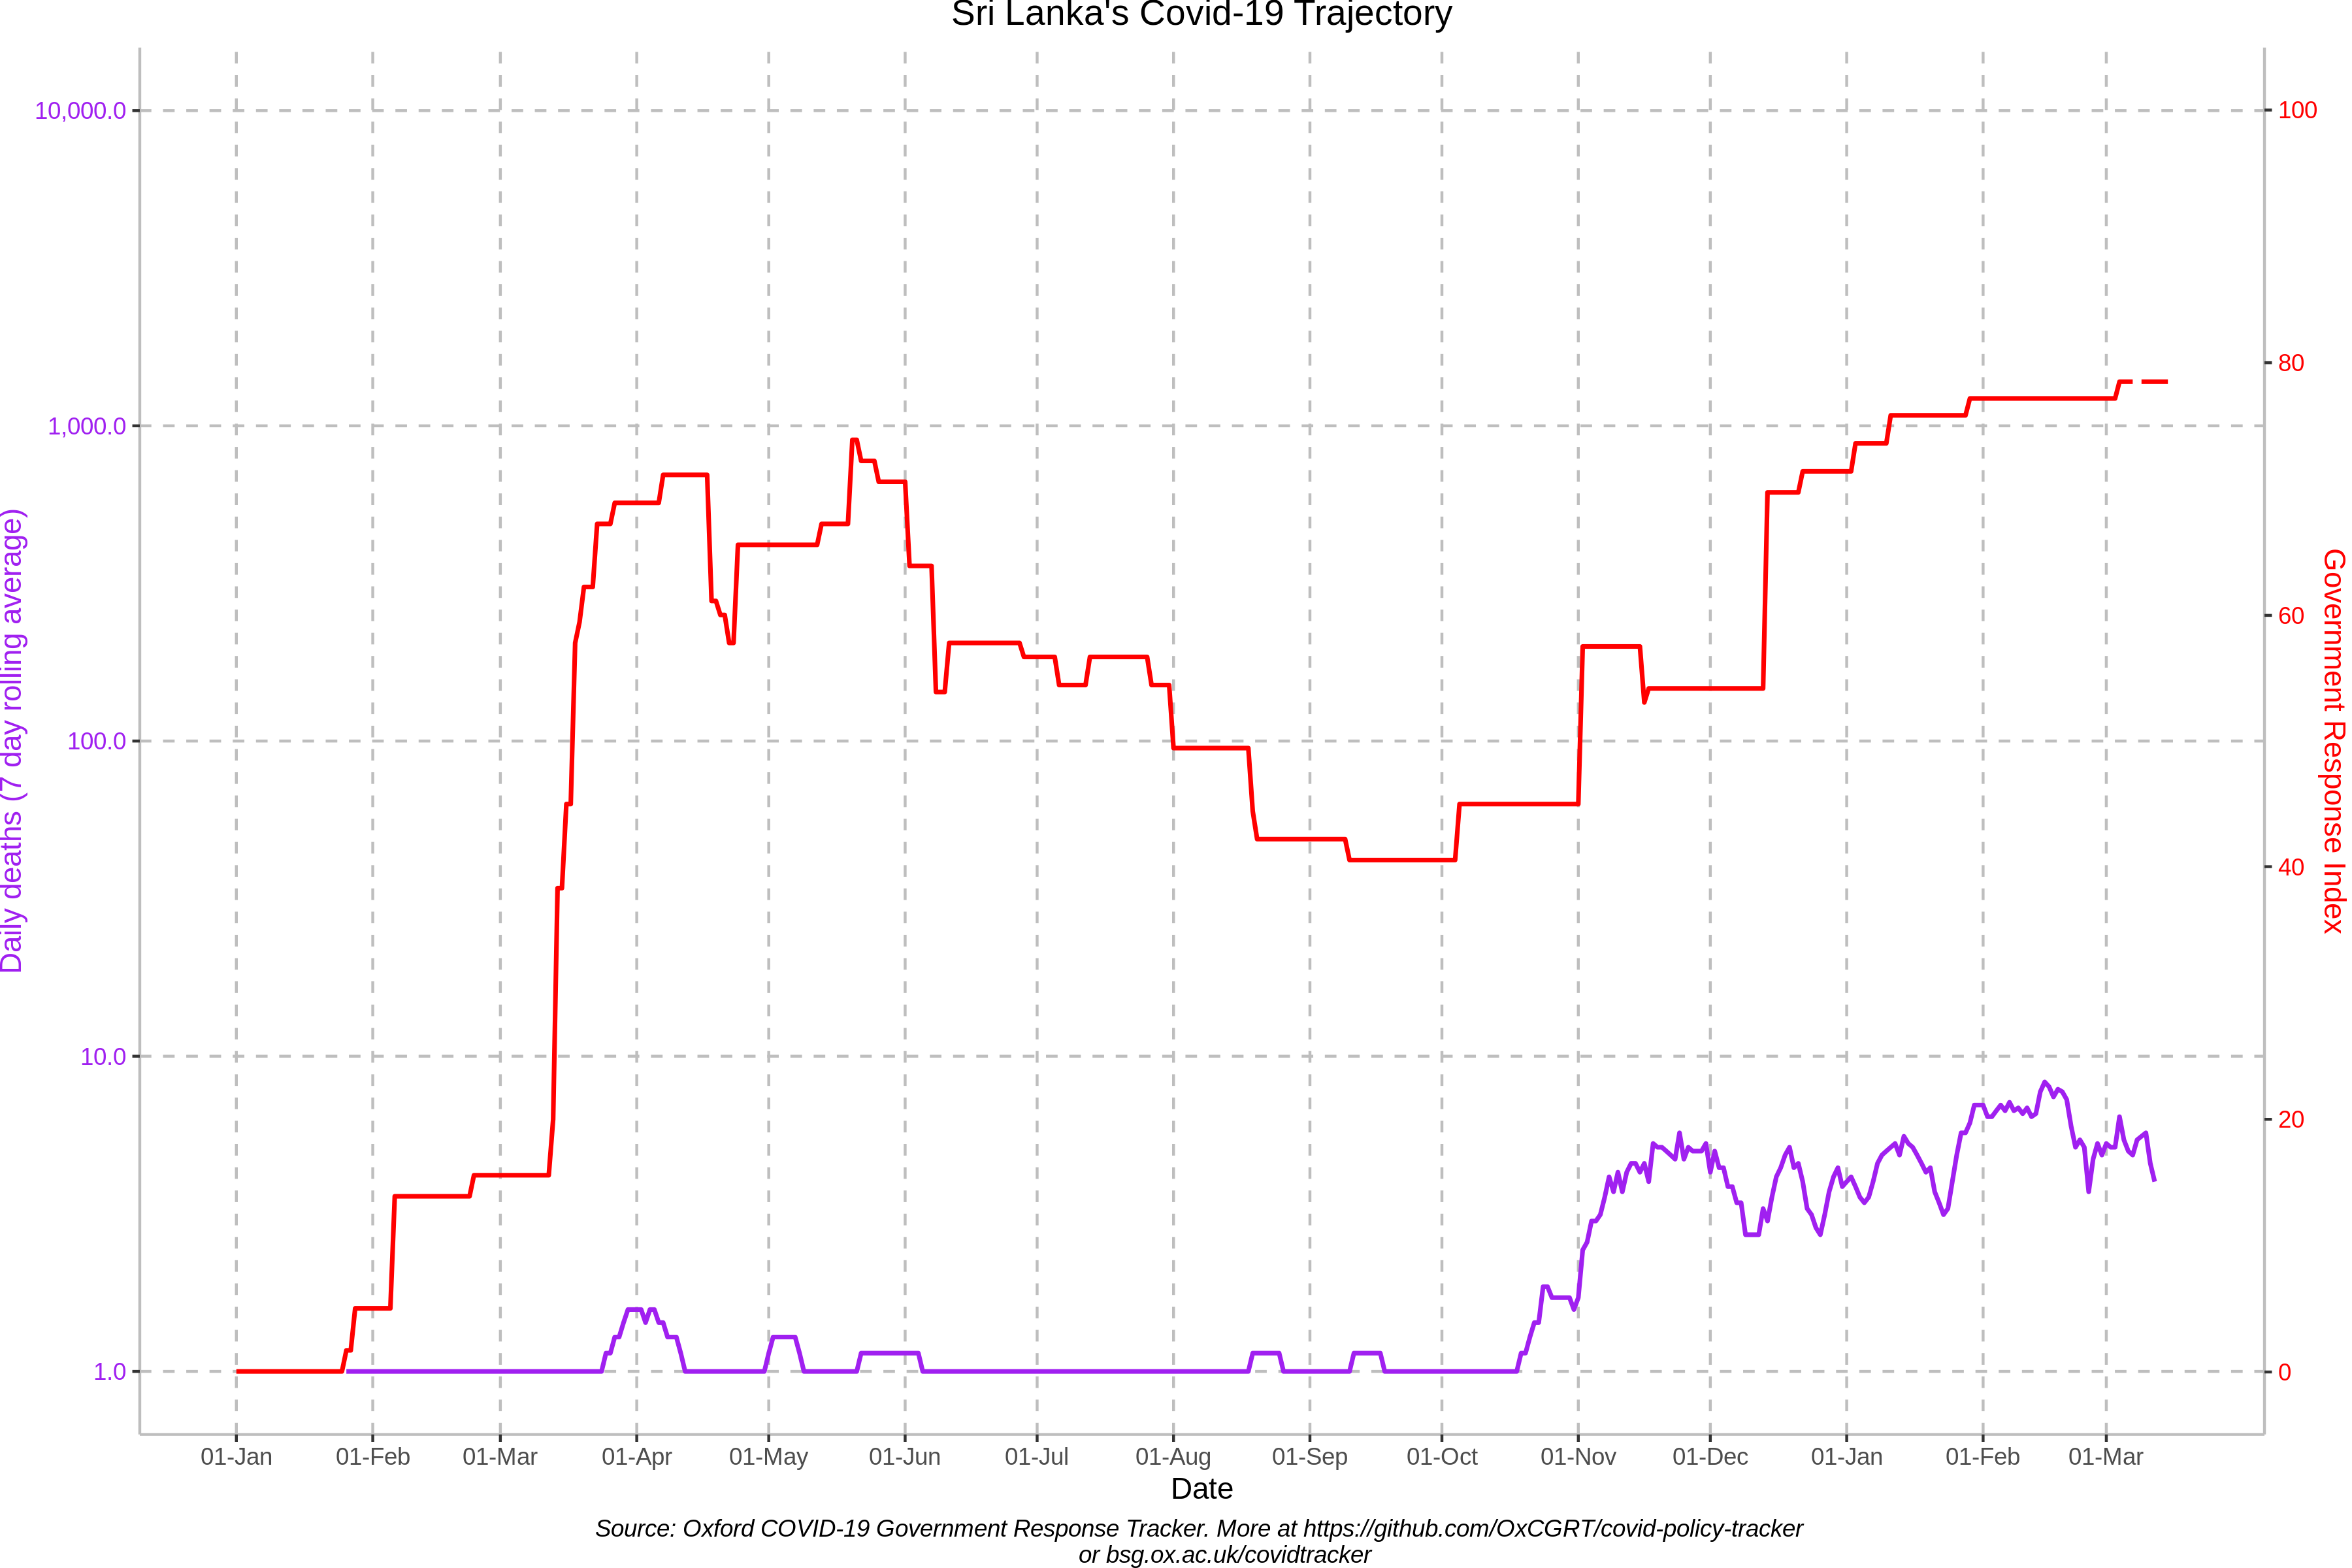 Sri Lanka's Covid-19 Trajectory
10,000.0
1,000.0
100.0
10.0
1.0
Daily deaths (7 day rolling average)
100
80
60
40
20
0
Government Response Index
01-Jan 01-Feb 01-Mar 01-Apr 01-May 01-Jun 01-Jul 01-Aug 01-Sep 01-Oct 01-Nov 01-Dec 01-Jan 01-Feb 01-Mar
Date
Source: Oxford COVID-19 Government Response Tracker. More at https://github.com/OxCGRT/covid-policy-tracker
or bsg.ox.ac.uk/covidtracker